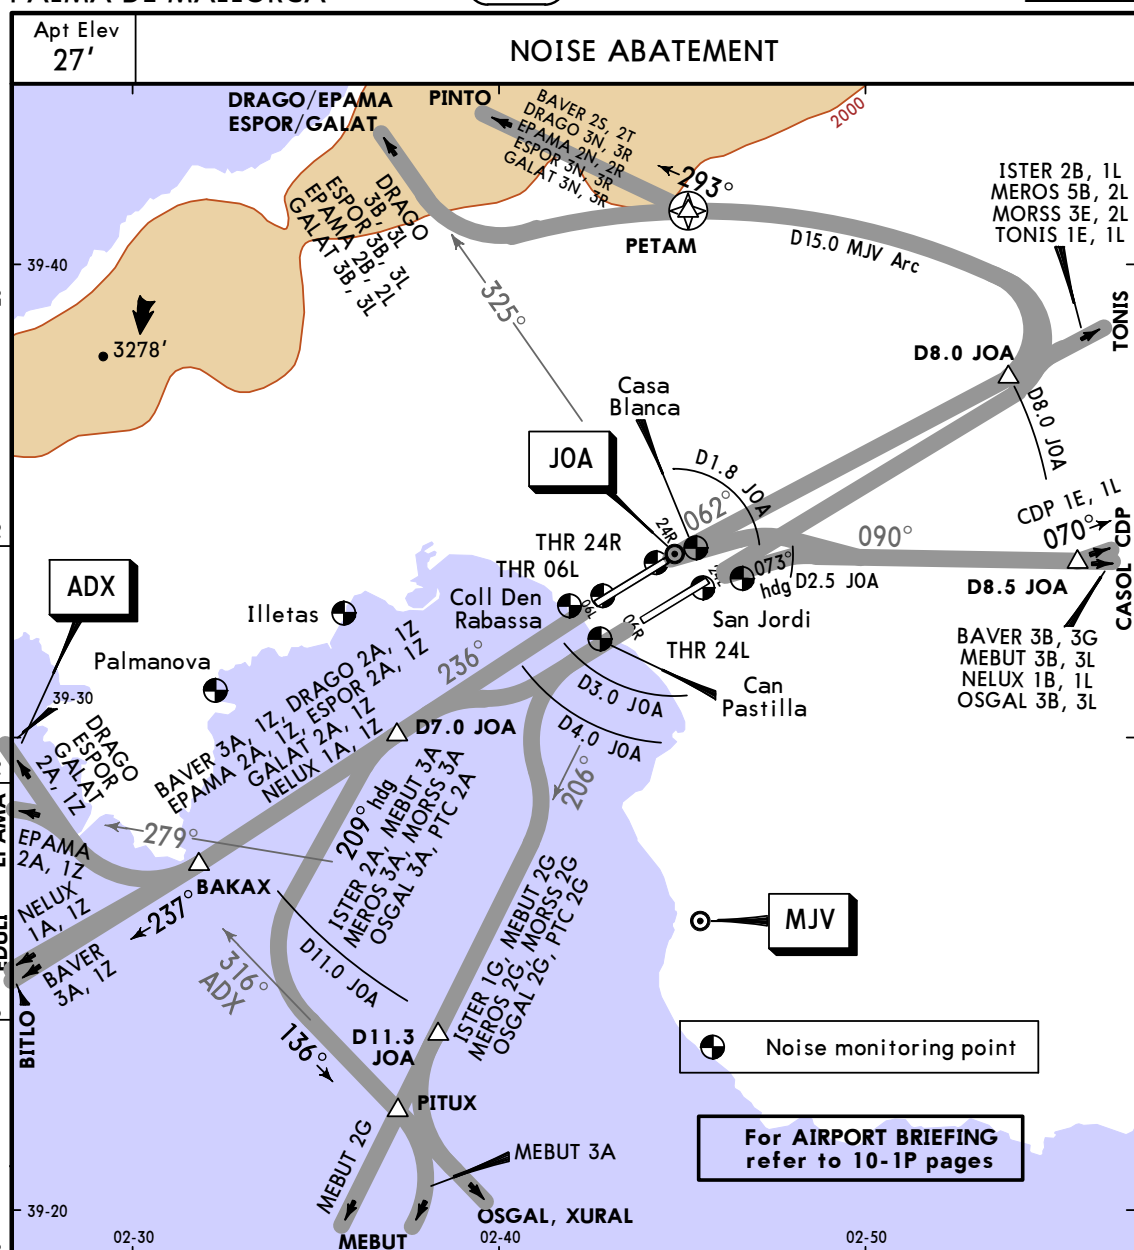 PALMA DE MALLORCA
Apt Elev
27'
NOISE ABATEMENT
DRAGO/EPAMA
ESPOR/GALAT
PINTO
BAVER 2S, 2T
DRAGO 3N, 3R
EPAMA 2N, 2R
ESPOR 3N, 3R
GALAT 3N, 3R
2000
293°
PETAM
D15.0 MJV Arc
ISTER 2B, 1L
MEROS 5B, 2L
MORSS 3E, 2L
TONIS 1E, 1L
TONIS
DRAGO
3B, 3L
ESPOR 3B, 3L
EPAMA 2B, 2L
GALAT 3B, 3L
39-40
325°
3278'
D8.0 JOA
D8.0 JOA
Casa
Blanca
JOA
D1.8 JOA
062°
24R
THR 24R
THR 06L
CDP 1E, 1L
070°
CDP
CASOL
090°
073°
hdg
D2.5 JOA
D8.5 JOA
ADX
Illetas
Coll Den
Rabassa
06L
06R
San Jordi
THR 24L
Can
Pastilla
BAVER 3B, 3G
MEBUT 3B, 3L
NELUX 1B, 1L
OSGAL 3B, 3L
Palmanova
39-30
236°
D3.0 JOA
D4.0 JOA
D7.0 JOA
BAVER 3A, 1Z, DRAGO 2A, 1Z
EPAMA 2A, 1Z, ESPOR 2A, 1Z
GALAT 2A, 1Z
NELUX 1A, 1Z
DRAGO
ESPOR
GALAT
2A, 1Z
206°
279°
EPAMA
EPAMA
2A, 1Z
209° hdg
ISTER 2A, MEBUT 3A
MEROS 3A, MORSS 3A
OSGAL 3A, PTC 2A
BAKAX
237°
NELUX
1A, 1Z
BAVER
3A, 1Z
BITLO
316°
ADX
D11.0 JOA
136°
ISTER 1G, MEBUT 2G
MEROS 2G, MORSS 2G
OSGAL 2G, PTC 2G
MJV
D11.3
JOA
Noise monitoring point
PITUX
MEBUT 2G
MEBUT 3A
For AIRPORT BRIEFING
refer to 10-1P pages
39-20
OSGAL, XURAL
MEBUT
02-30
02-40
02-50